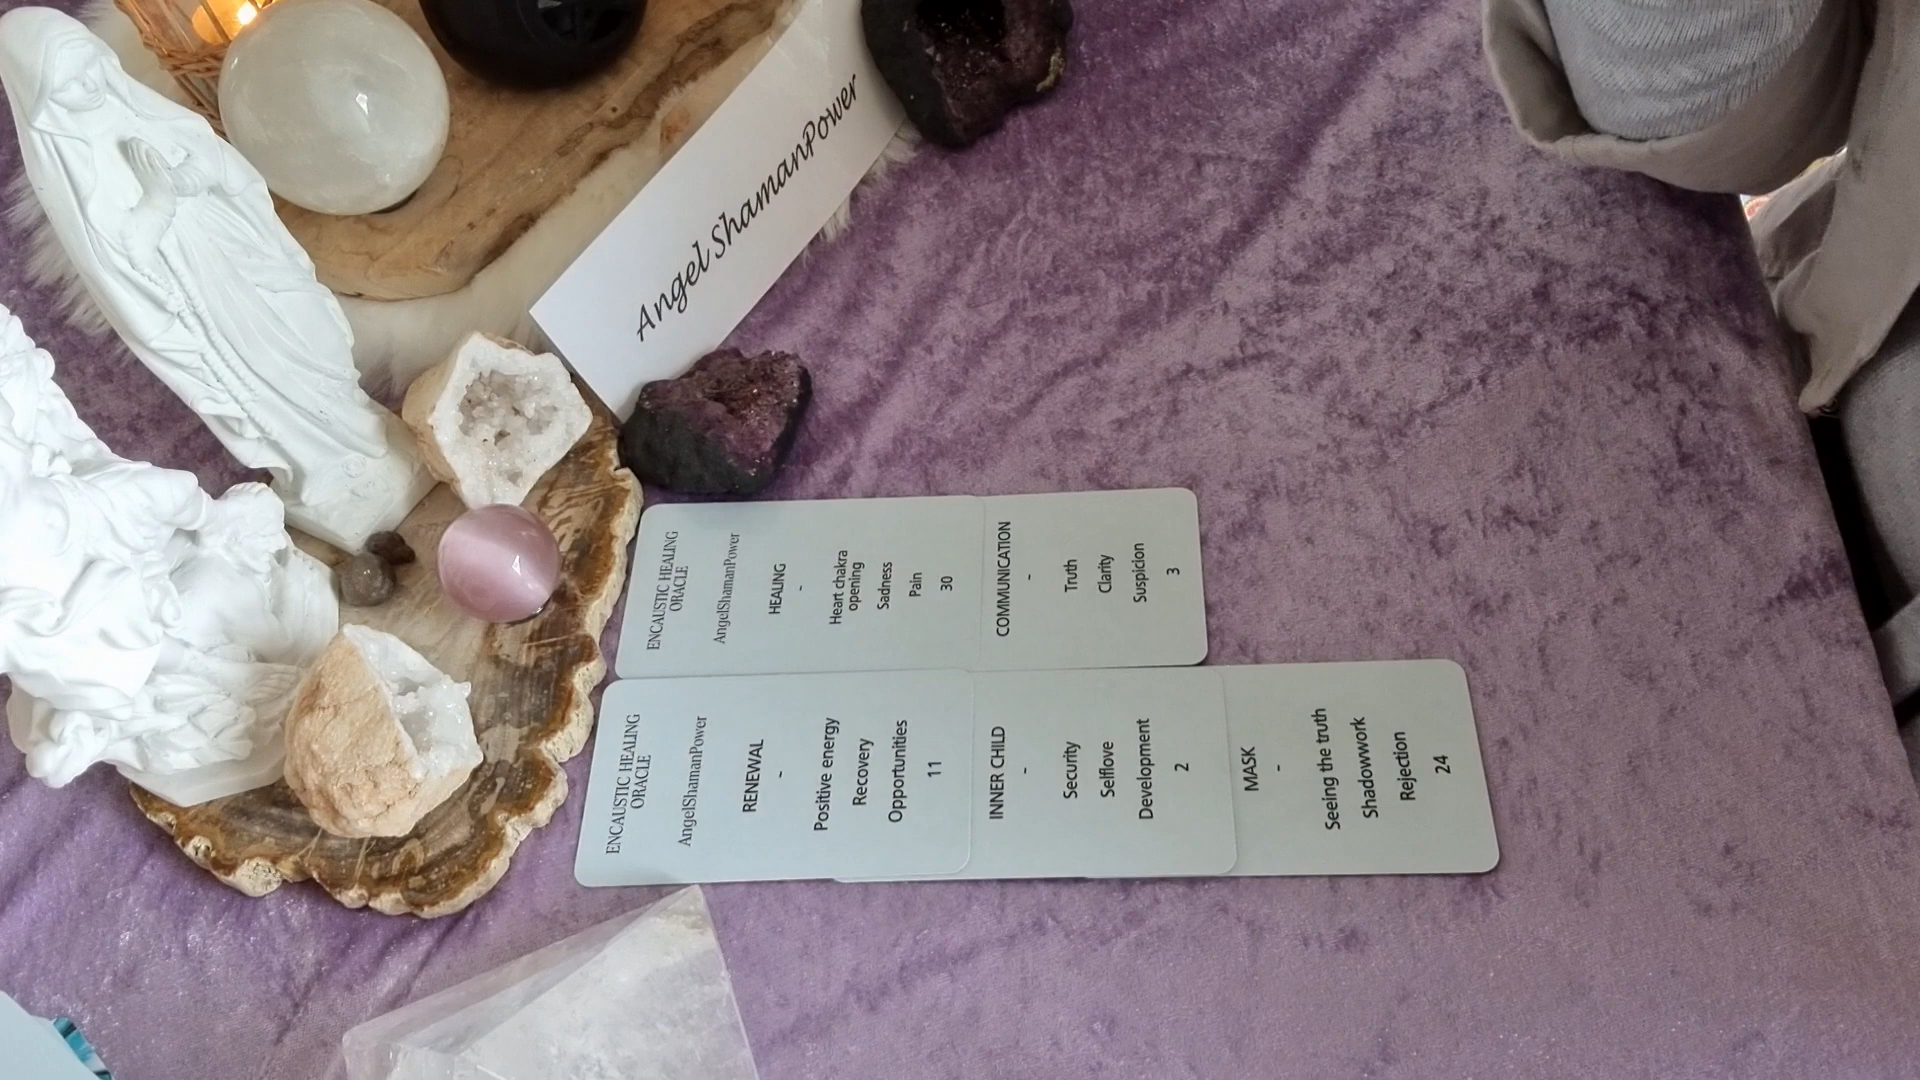 Angel ShamanPower
ENCAUSTIC HEALING
ORACLE
AngelShamanPower
HEALING
-
Heart chakra
opening
Sadness
Pain
30
COMMUNICATION
-
Truth
Clarity
Suspicion
3
ENCAUSTIC HEALING
ORACLE
AngelShamanPower
RENEWAL
-
Positive energy
Recovery
Opportunities
11
INNER CHILD
-
Security
Selflove
Development
2
MASK
-
Seeing the truth
Shadowwork
Rejection
24